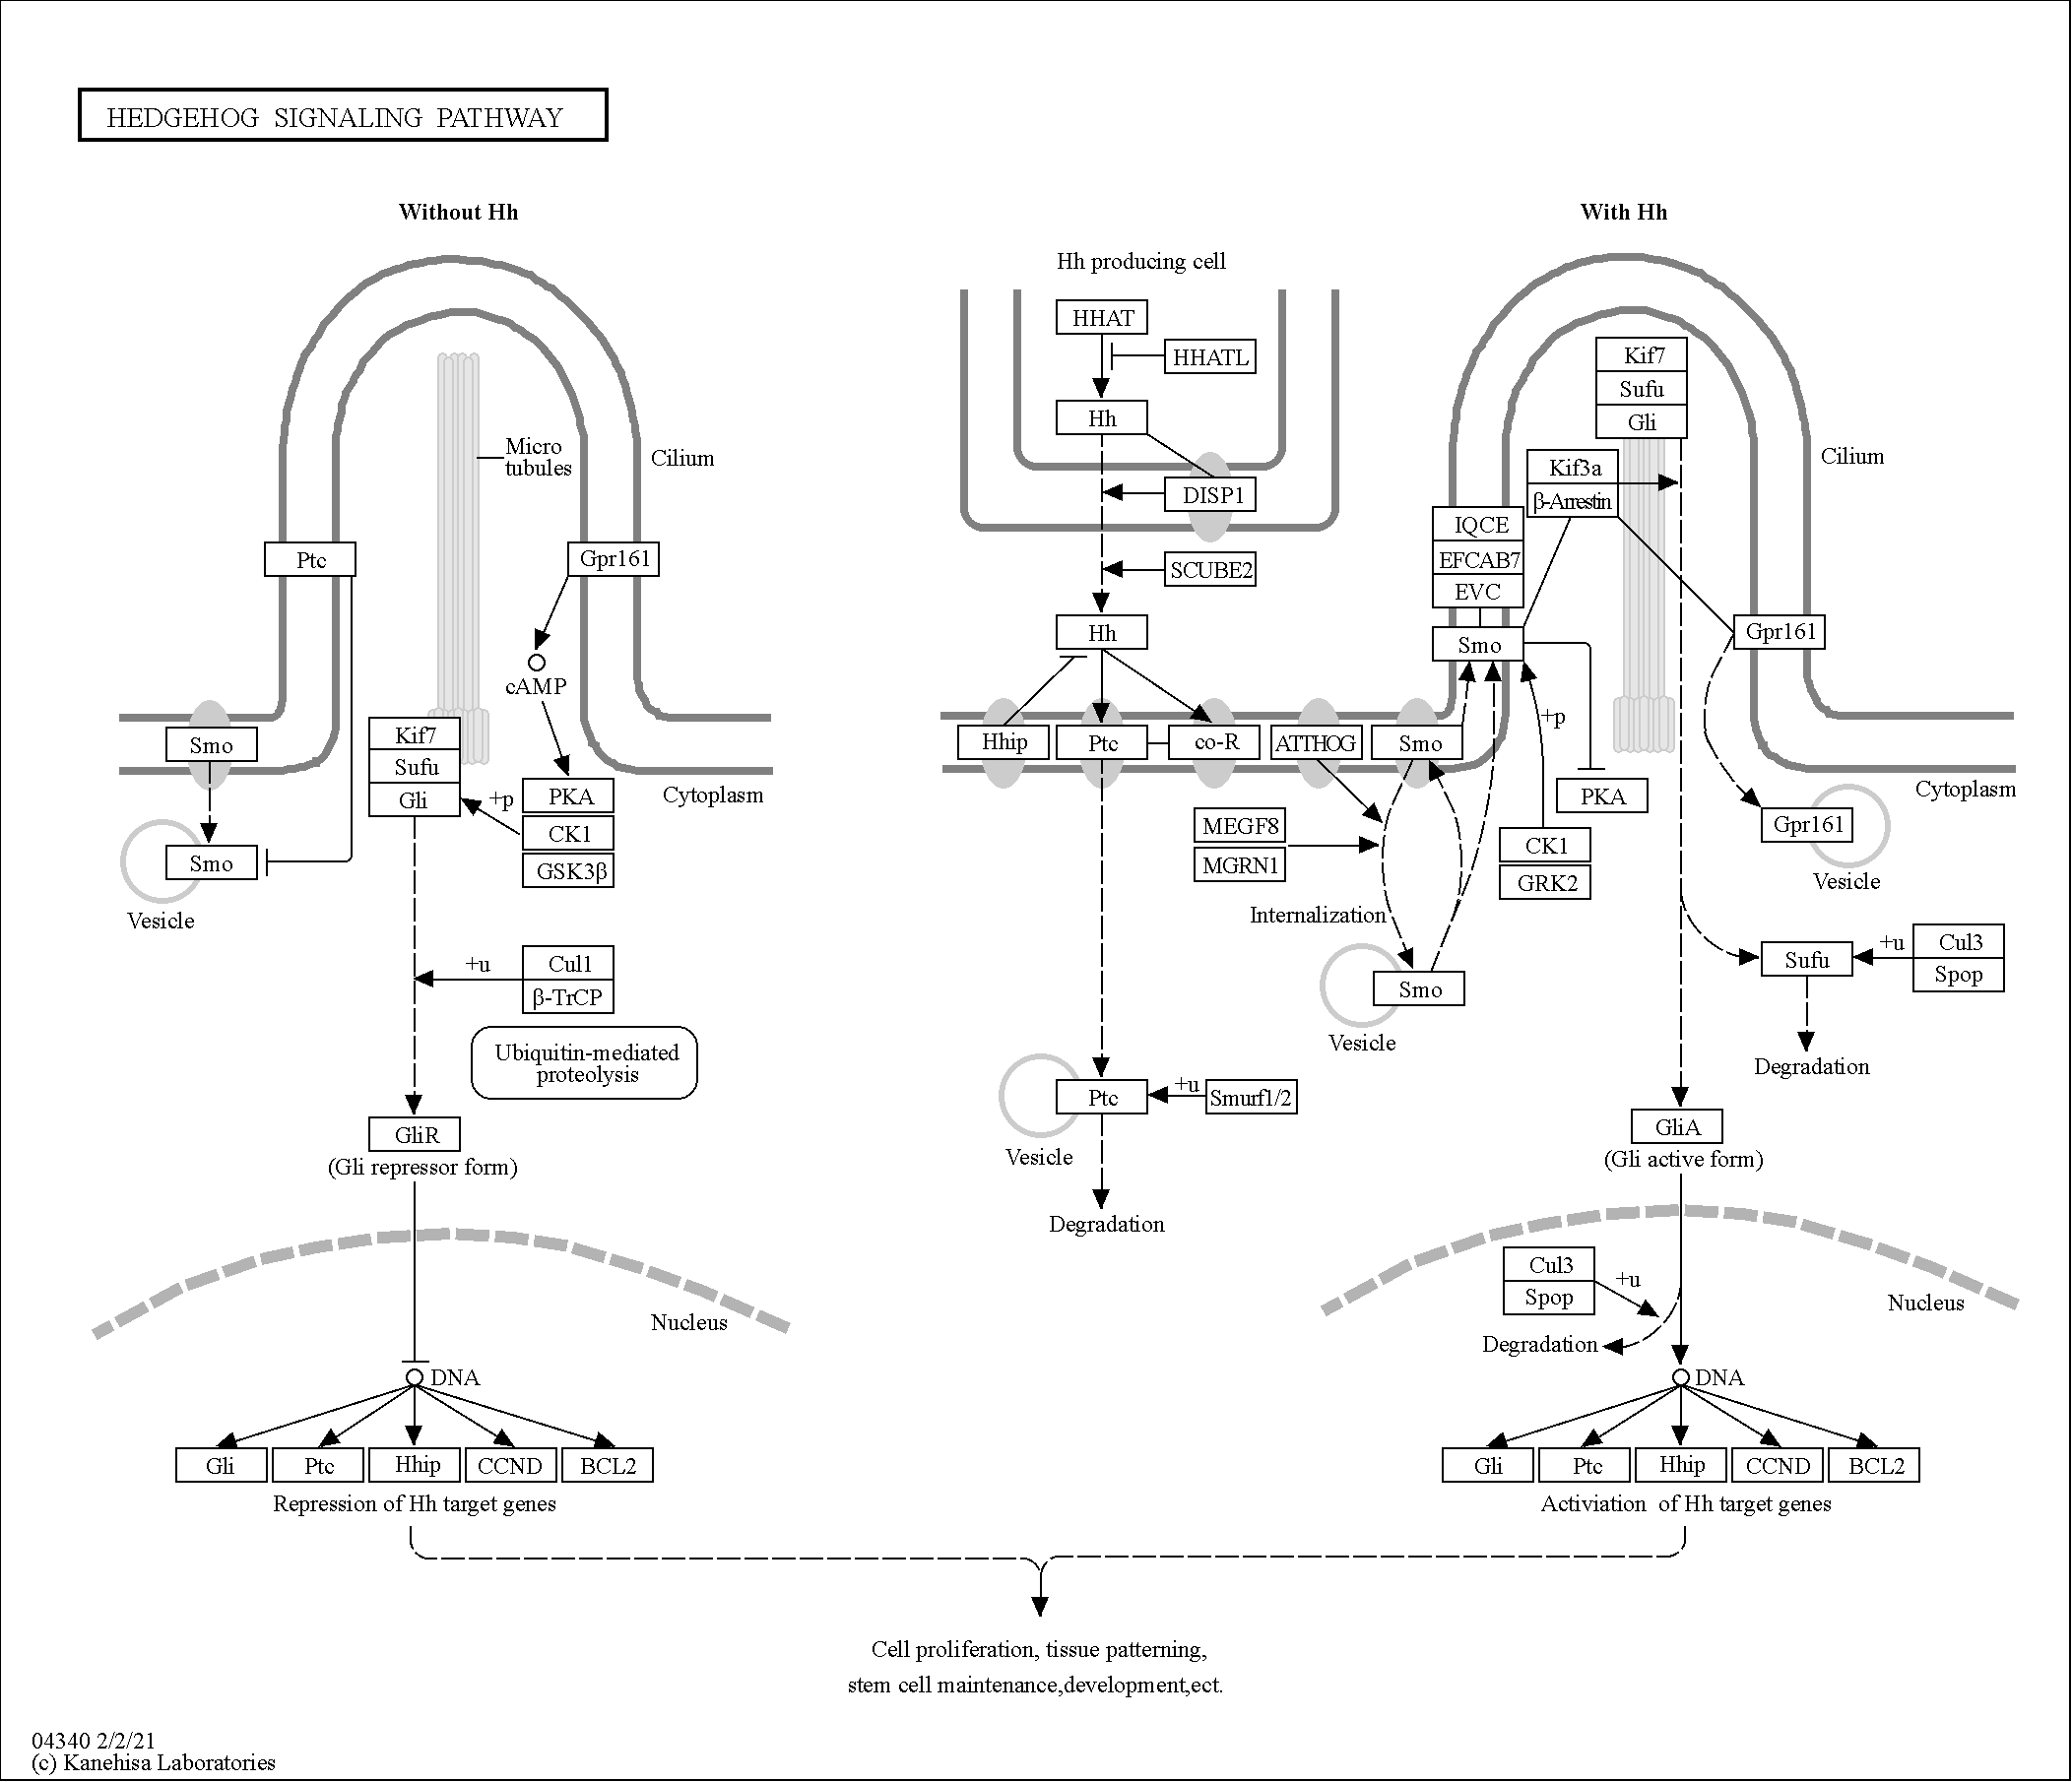 HEDGEHOG SIGNALING PATHWAY
Without Hh
Micro
tubules
Cilium
Ptc
Gpr161
cAMP
Smo
Kif7
Sufu
Gli
+p
PKA
CK1
GSK3β
Cytoplasm
Smo
Vesicle
+u
Cul1
β-TrCP
Ubiquitin-mediated
proteolysis
GliR
(Gli repressor form)
Nucleus
DNA
Gli
Ptc
Hhip
CCND
BCL2
Repression of Hh target genes
With Hh
Hh producing cell
HHAT
HHATL
Hh
DISP1
SCUBE2
Hh
Kif7
Sufu
Gli
Kif3a
β-Arrestin
Cilium
IQCE
EFCAB7
EVC
Smo
Gpr161
Hhip
Ptc
co-R
ATTHOG
Smo
+p
PKA
Cytoplasm
MEGF8
MGRN1
CK1
GRK2
Gpr161
Vesicle
Internalization
Smo
Vesicle
Sufu
+u
Cul3
Spop
Degradation
Ptc
+u
Smurf1/2
Vesicle
Degradation
GliA
(Gli active form)
Cul3
Spop
+u
Degradation
Nucleus
DNA
Gli
Ptc
Hhip
CCND
BCL2
Activiation of Hh target genes
Cell proliferation, tissue patterning,
stem cell maintenance,development,ect.
04340 2/2/21
(c) Kanehisa Laboratories